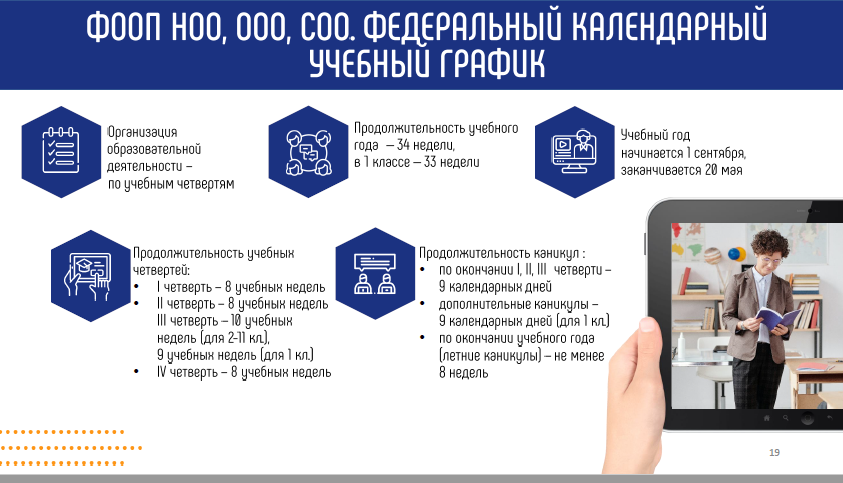 ФООП НОО, ООО, СОО. ФЕДЕРАЛЬНЫЙ КАЛЕНДАРНЫЙ
УЧЕБНЫЙ ГРАФИК
Организация
образовательной
деятельности –
по учебным четвертям
Продолжительность учебного
года – 34 недели,
в 1 классе – 33 недели
Учебный год
начинается 1 сентября,
заканчивается 20 мая
Продолжительность учебных
четвертей:
• I четверть – 8 учебных недель
• II четверть – 8 учебных недель
III четверть – 10 учебных
недель (для 2-11 кл.),
9 учебных недель (для 1 кл.)
• IV четверть – 8 учебных недель
Продолжительность каникул :
• по окончании I, II, III четверти –
9 календарных дней
• дополнительные каникулы –
9 календарных дней (для 1 кл.)
• по окончании учебного года
(летние каникулы) – не менее
8 недель
19